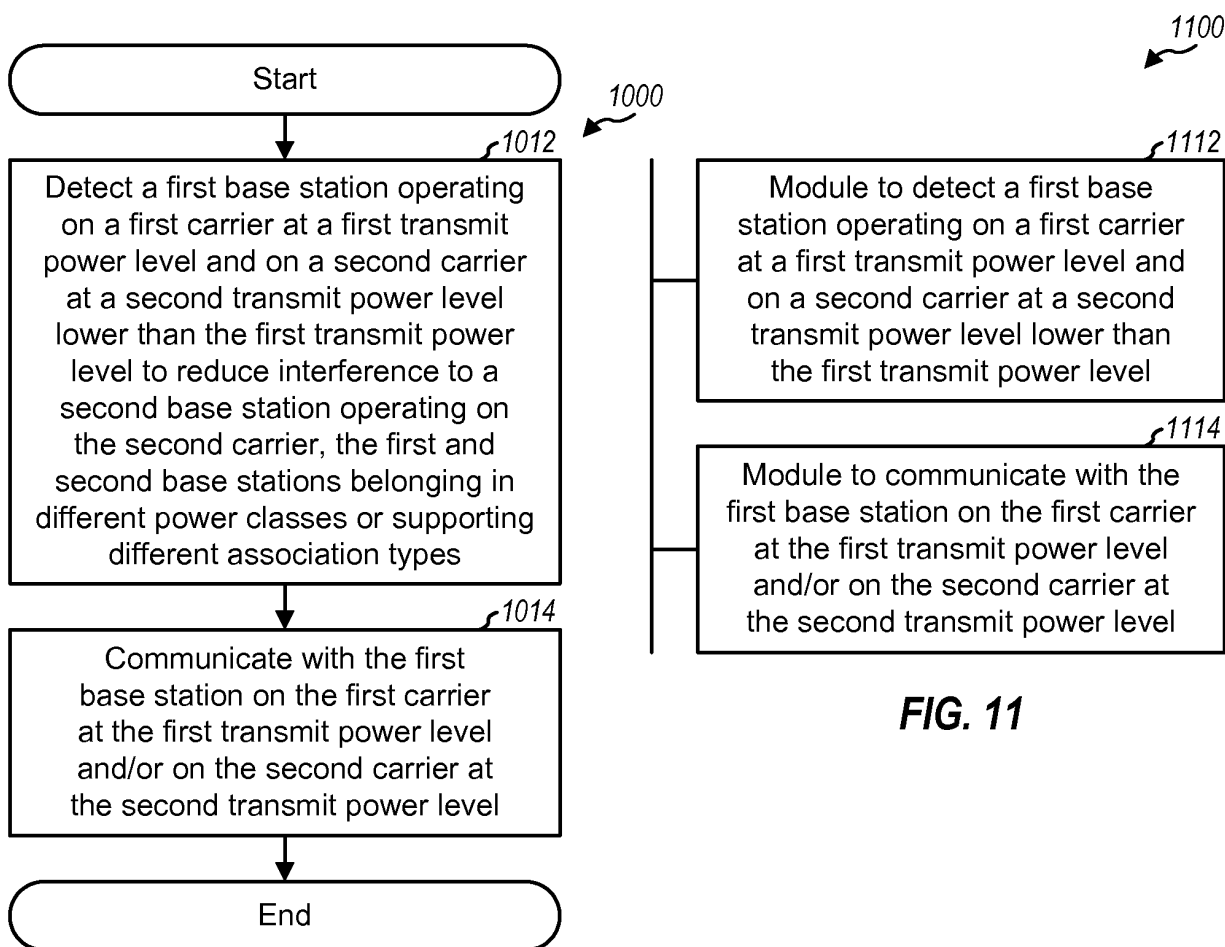 Start
1000
1012
Detect a first base station operating
on a first carrier at a first transmit
power level and on a second carrier
at a second transmit power level
lower than the first transmit power
level to reduce interference to a
second base station operating on
the second carrier, the first and
second base stations belonging in
different power classes or supporting
different association types
1014
Communicate with the first
base station on the first carrier
at the first transmit power level
and/or on the second carrier at
the second transmit power level
End
1100
1112
Module to detect a first base
station operating on a first carrier
at a first transmit power level and
on a second carrier at a second
transmit power level lower than
the first transmit power level
1114
Module to communicate with the
first base station on the first carrier
at the first transmit power level
and/or on the second carrier at
the second transmit power level
FIG. 11